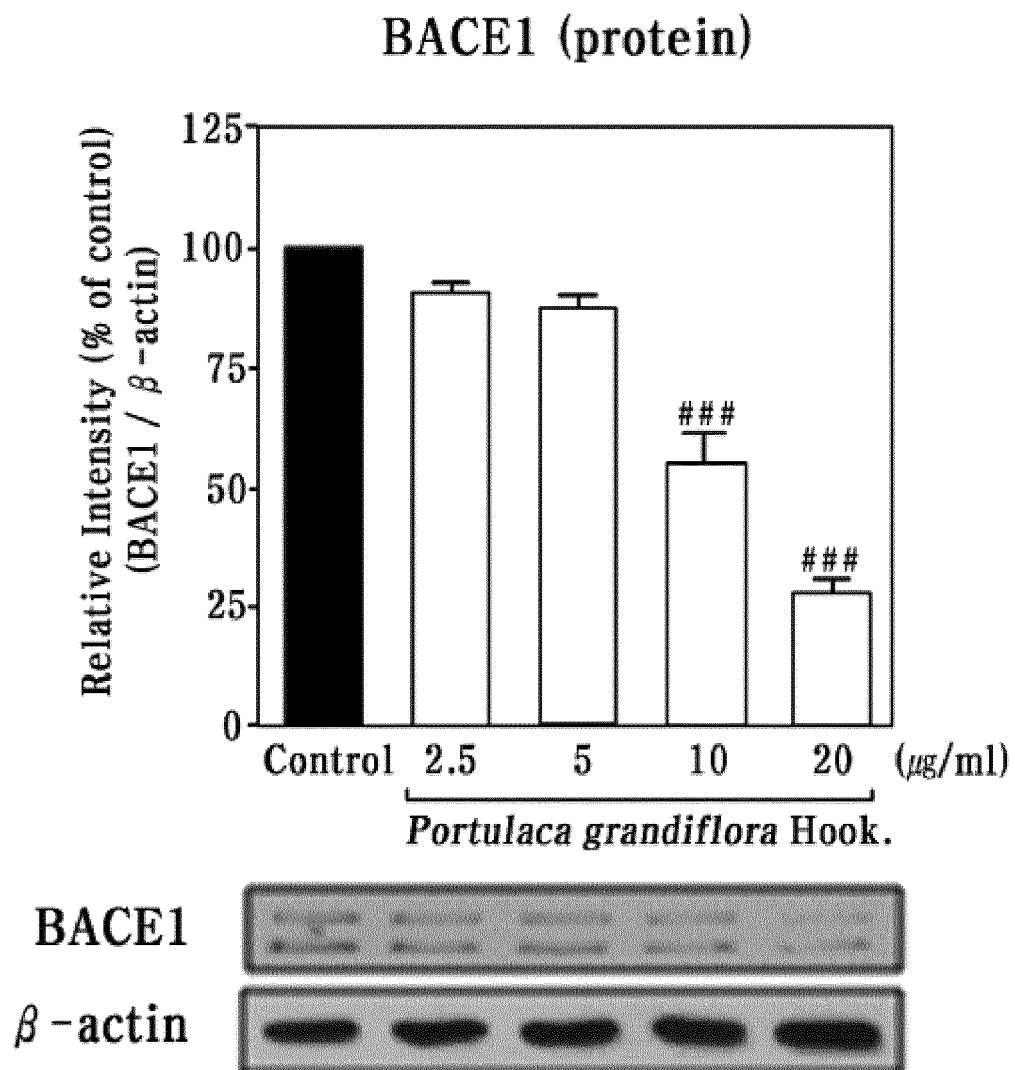 BACE1 (protein)
Relative Intensity (% of control)
(BACE1 / β-actin)
125
100
75
50
25
0
###
###
Control 2.5 5 10 20 (μg/ml)
Portulaca grandiflora Hook.
BACE1
β-actin